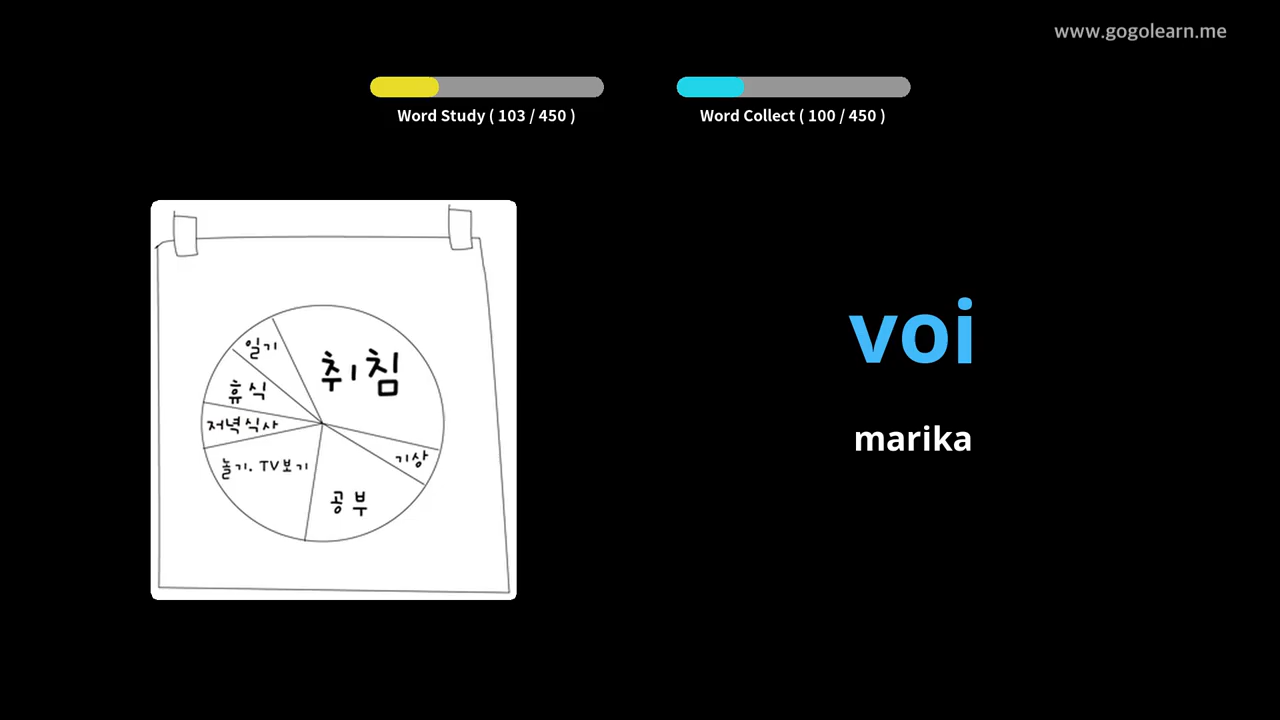 www.gogolearn.me
Word Study ( 103 / 450 )
Word Collect ( 100 / 450 )
일기
취침
휴식
저녁식사
기상
놀기. TV보기
공부
voi
marika